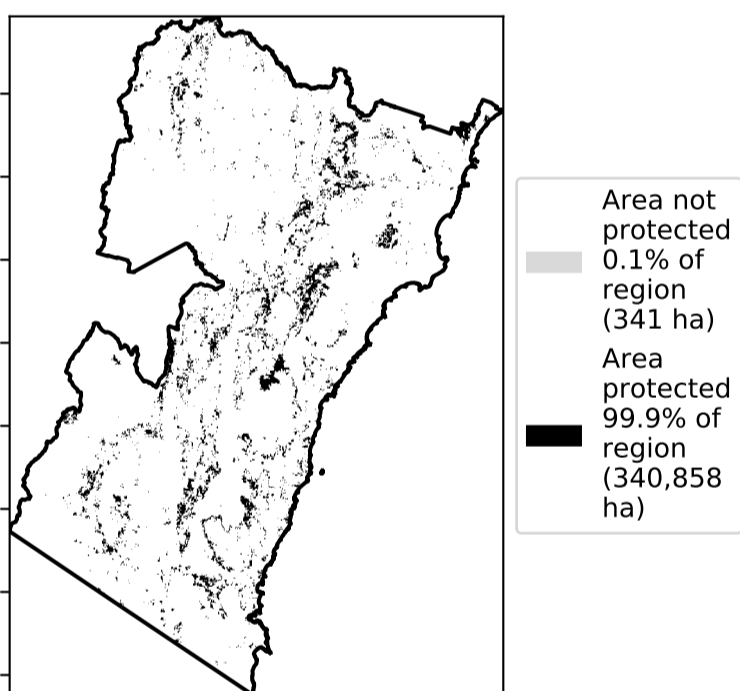 Area not
protected
0.1% of
region
(341 ha)
Area
protected
99.9% of
region
(340,858
ha)